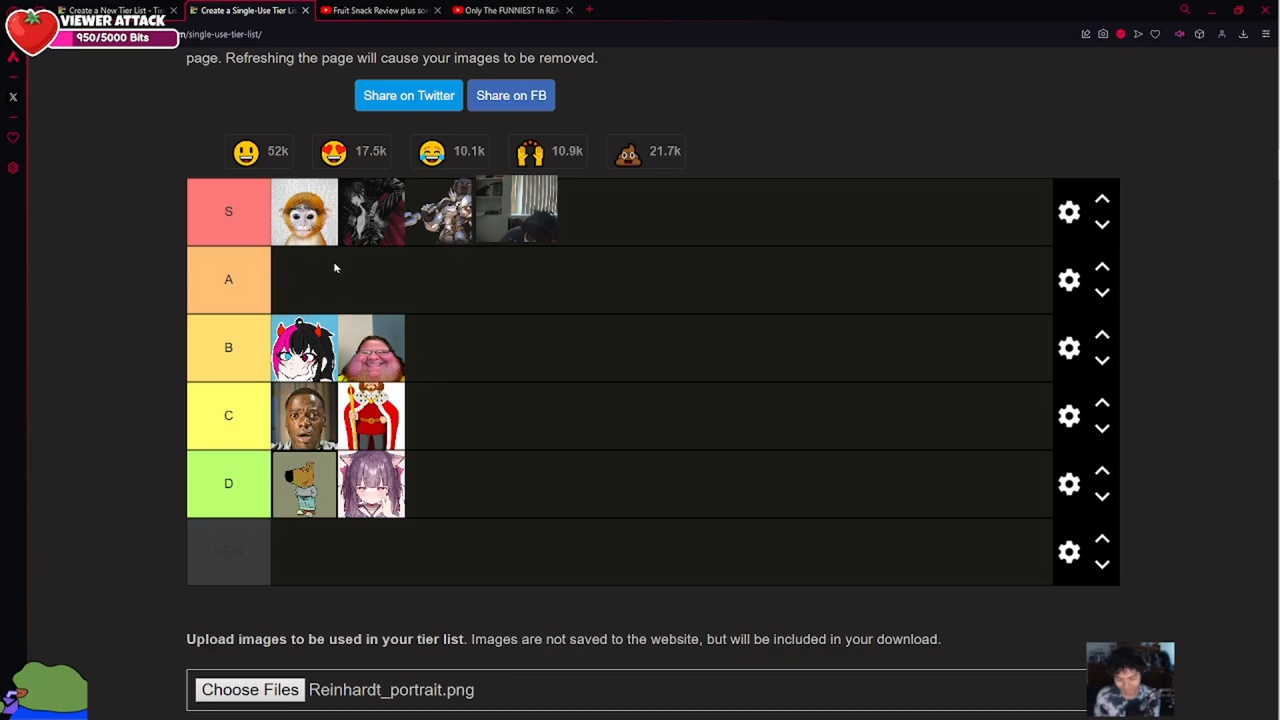 Create a New Tier List - Tie
Create a Single-Use Tier Lis
Fruit Snack Review plus so
Only The FUNNIEST In REA
VIEWER ATTACK
950/5000 Bits
m/single-use-tier-list/
page. Refreshing the page will cause your images to be removed.
Share on Twitter
Share on FB
52k
17.5k
10.1k
10.9k
21.7k
S
A
B
C
D
NEW
Upload images to be used in your tier list. Images are not saved to the website, but will be included in your download.
Choose Files Reinhardt_portrait.png